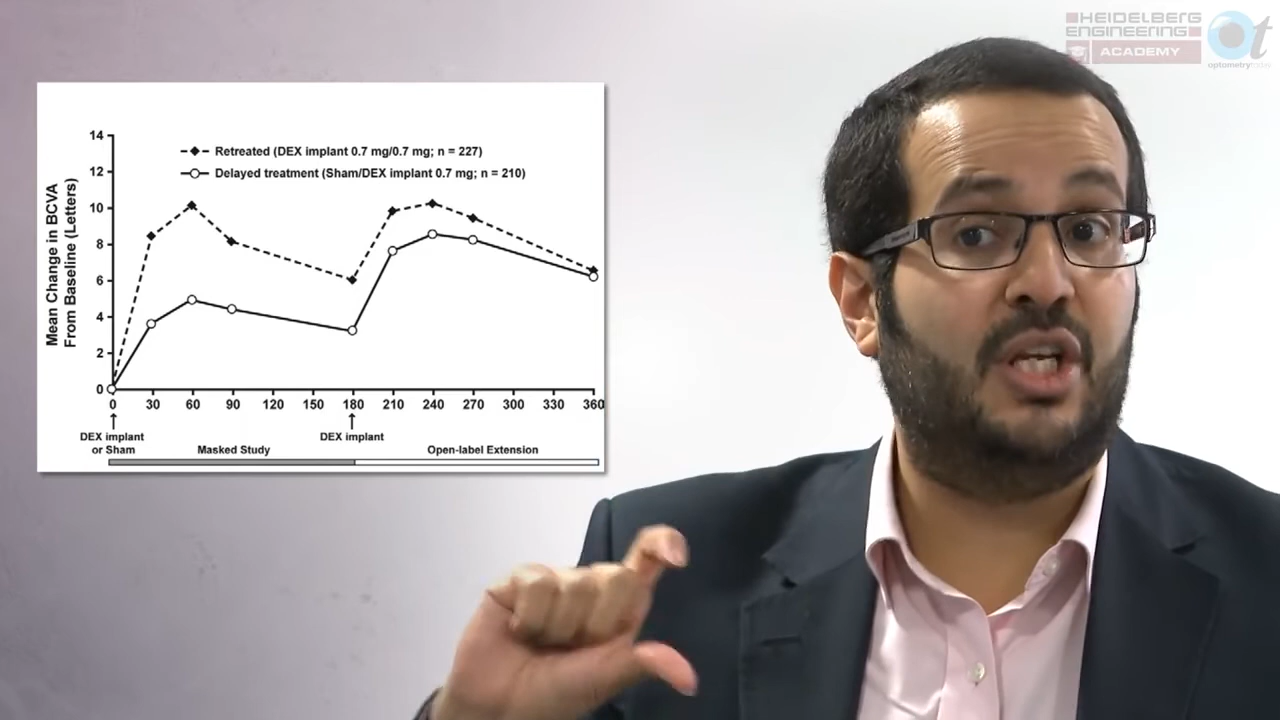 HEIDELBERG
ENGINEERING
ACADEMY
optometrytoday
14
12
10
8
6
4
2
0
Mean Change in BCVA
From Baseline (Letters)
Retreated (DEX implant 0.7 mg/0.7 mg; n = 227)
Delayed treatment (Sham/DEX implant 0.7 mg; n = 210)
0 30 60 90 120 150 180 210 240 270 300 330 360
DEX implant
or Sham
DEX implant
Masked Study
Open-label Extension